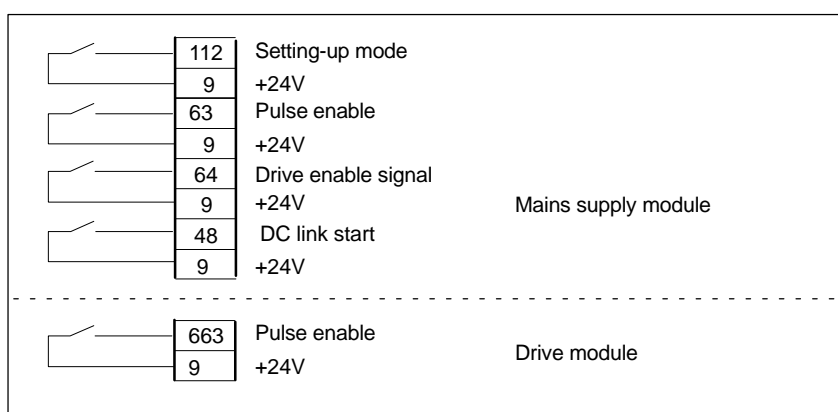 112 Setting-up mode
9 +24V
63 Pulse enable
9 +24V
64 Drive enable signal
9 +24V
Mains supply module
48 DC link start
9 +24V
663 Pulse enable
9 +24V
Drive module